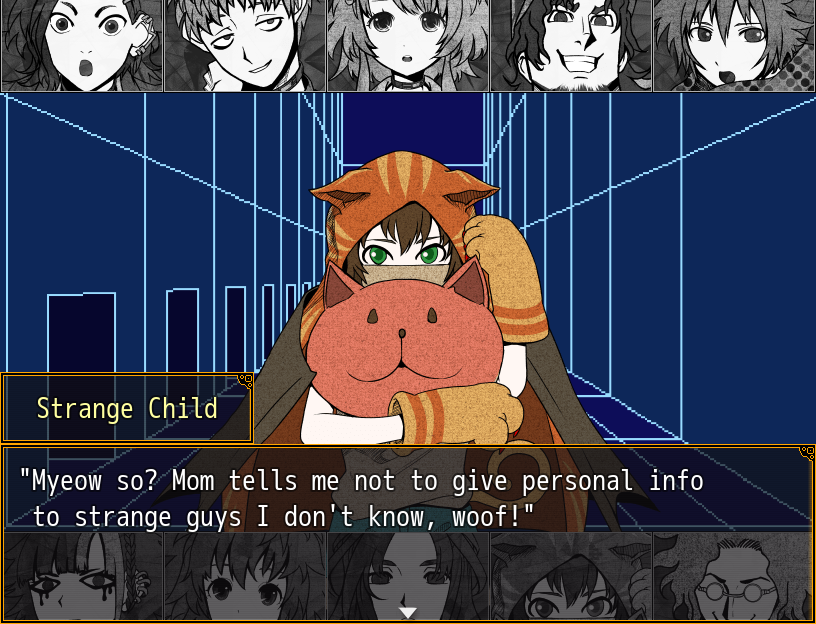 Strange Child
"Myeow so? Mom tells me not to give personal info
to strange guys I don't know, woof!"